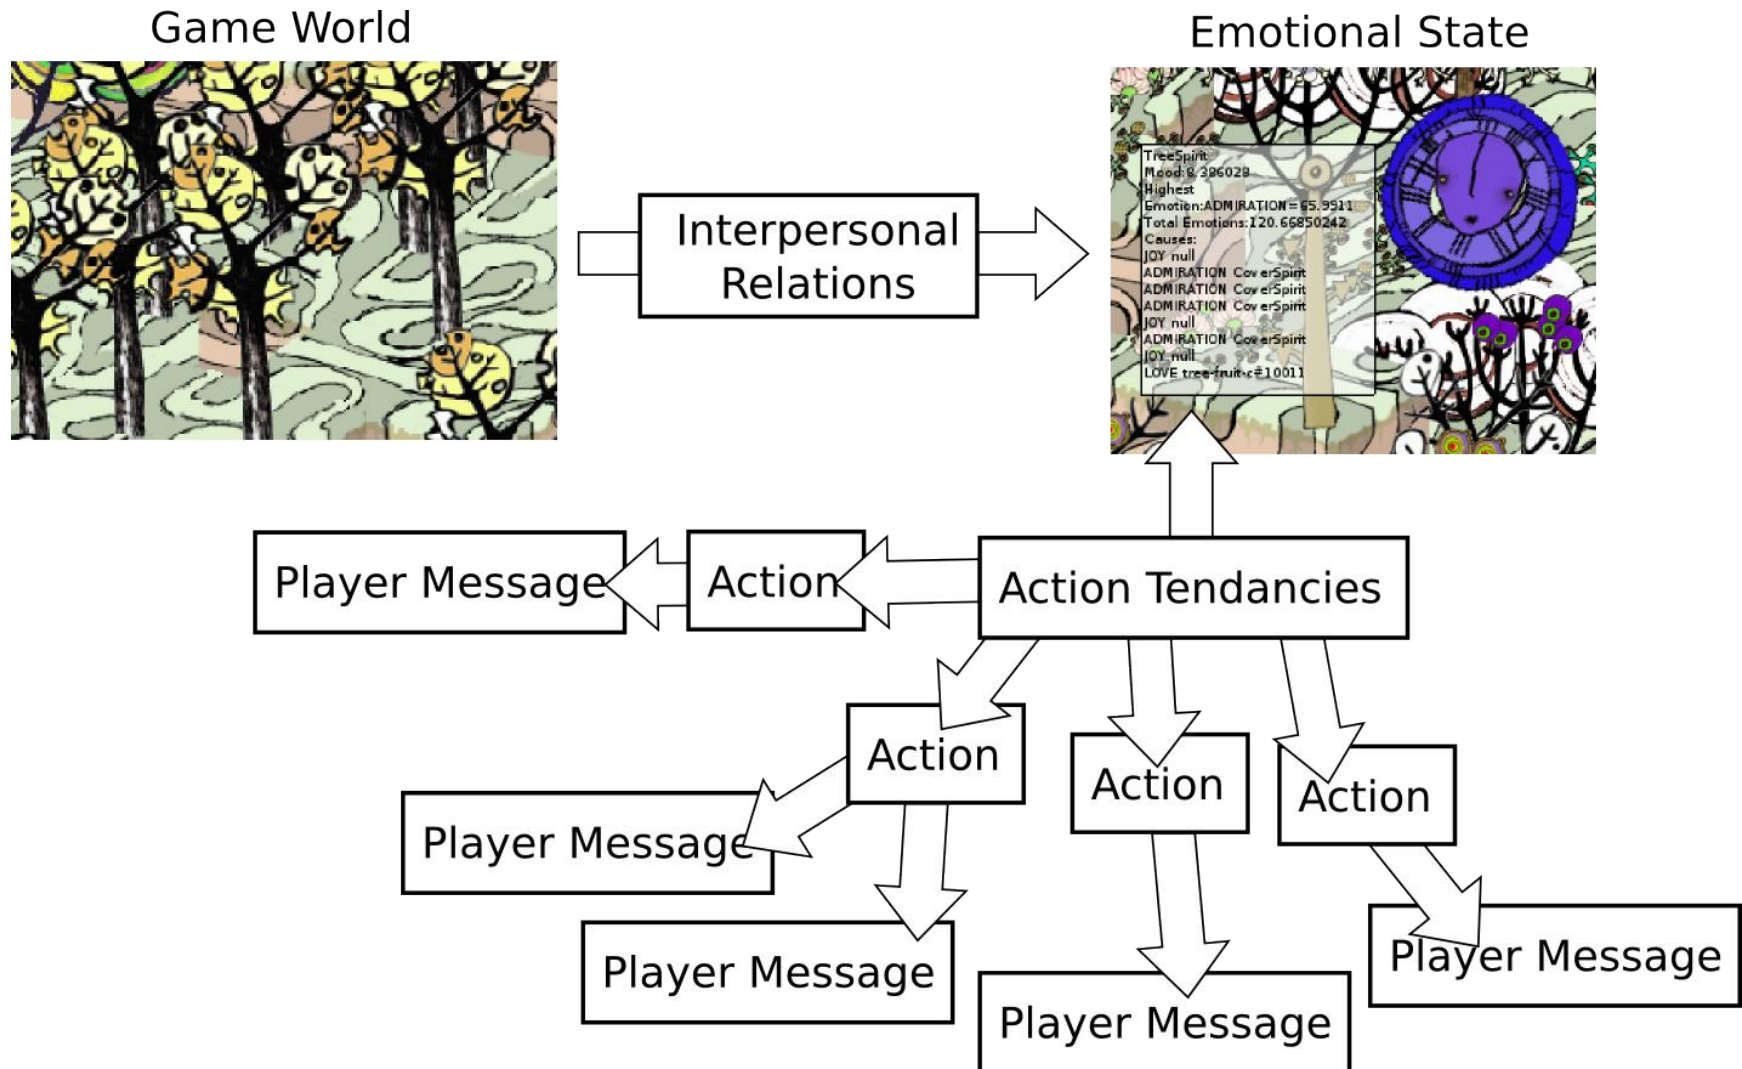 Game World
Emotional State
TreeSpirit
Mood:8.386028
Highest
Emotion:ADMIRATION=65.9911
Total Emotions:120.66850242
Causes:
JOY null
ADMIRATION CoverSpirit
ADMIRATION CoverSpirit
ADMIRATION CoverSpirit
JOY null
ADMIRATION CoverSpirit
JOY null
LOVE tree-fruit-c#10011
Interpersonal
Relations
Player Message
Action
Action Tendancies
Action
Action
Action
Player Message
Player Message
Player Message
Player Message